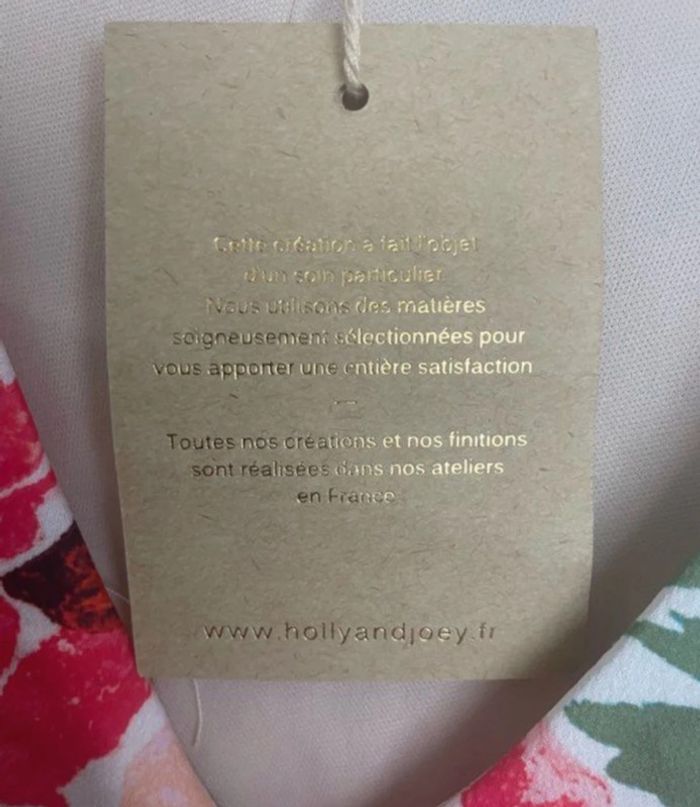 Cette création a fait l'objet
d'un soin particulier.
Nous utilisons des matières
soigneusement sélectionnées pour
vous apporter une entière satisfaction
—
Toutes nos créations et nos finitions
sont réalisées dans nos ateliers
en France
www.hollyandjoey.fr